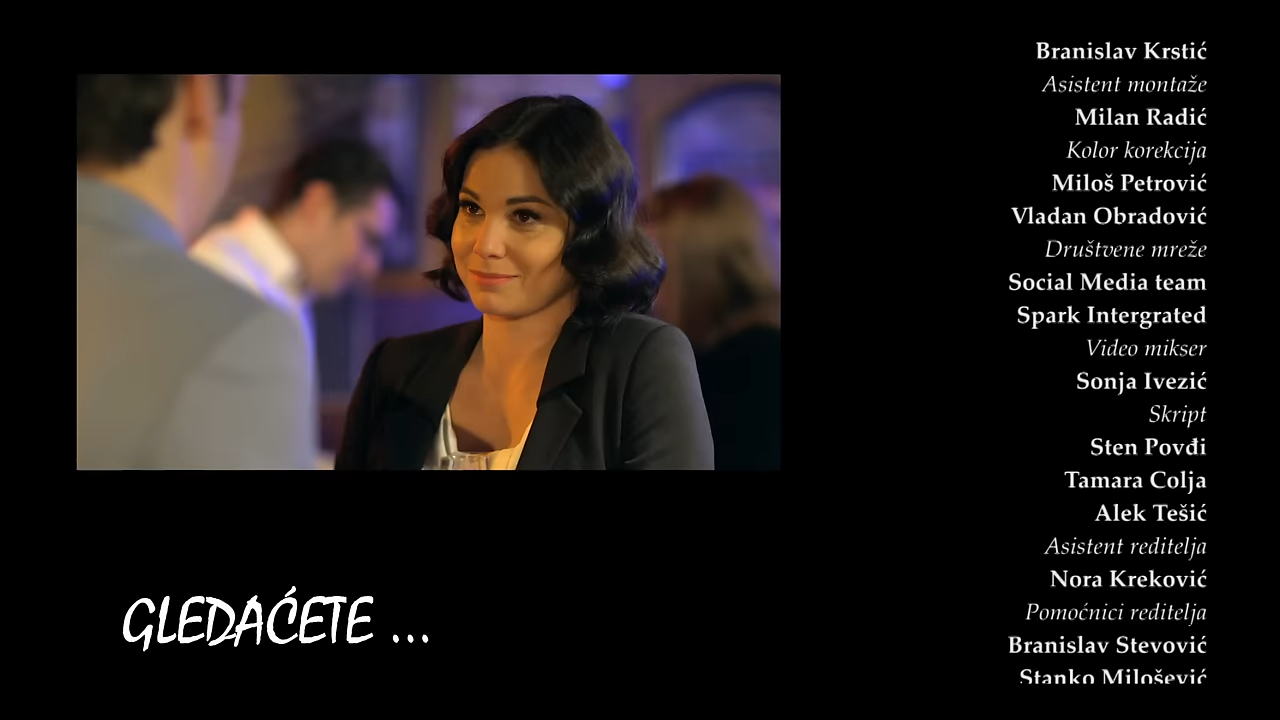 Branislav Krstić
Asistent montaže
Milan Radić
Kolor korekcija
Miloš Petrović
Vladan Obradović
Društvene mreže
Social Media team
Spark Intergrated
Video mikser
Sonja Ivezić
Skript
Sten Povđi
Tamara Colja
Alek Tešić
Asistent reditelja
Nora Kreković
Pomoćnici reditelja
Branislav Stevović
Stanko Milošević
GLEDAĆETE ...